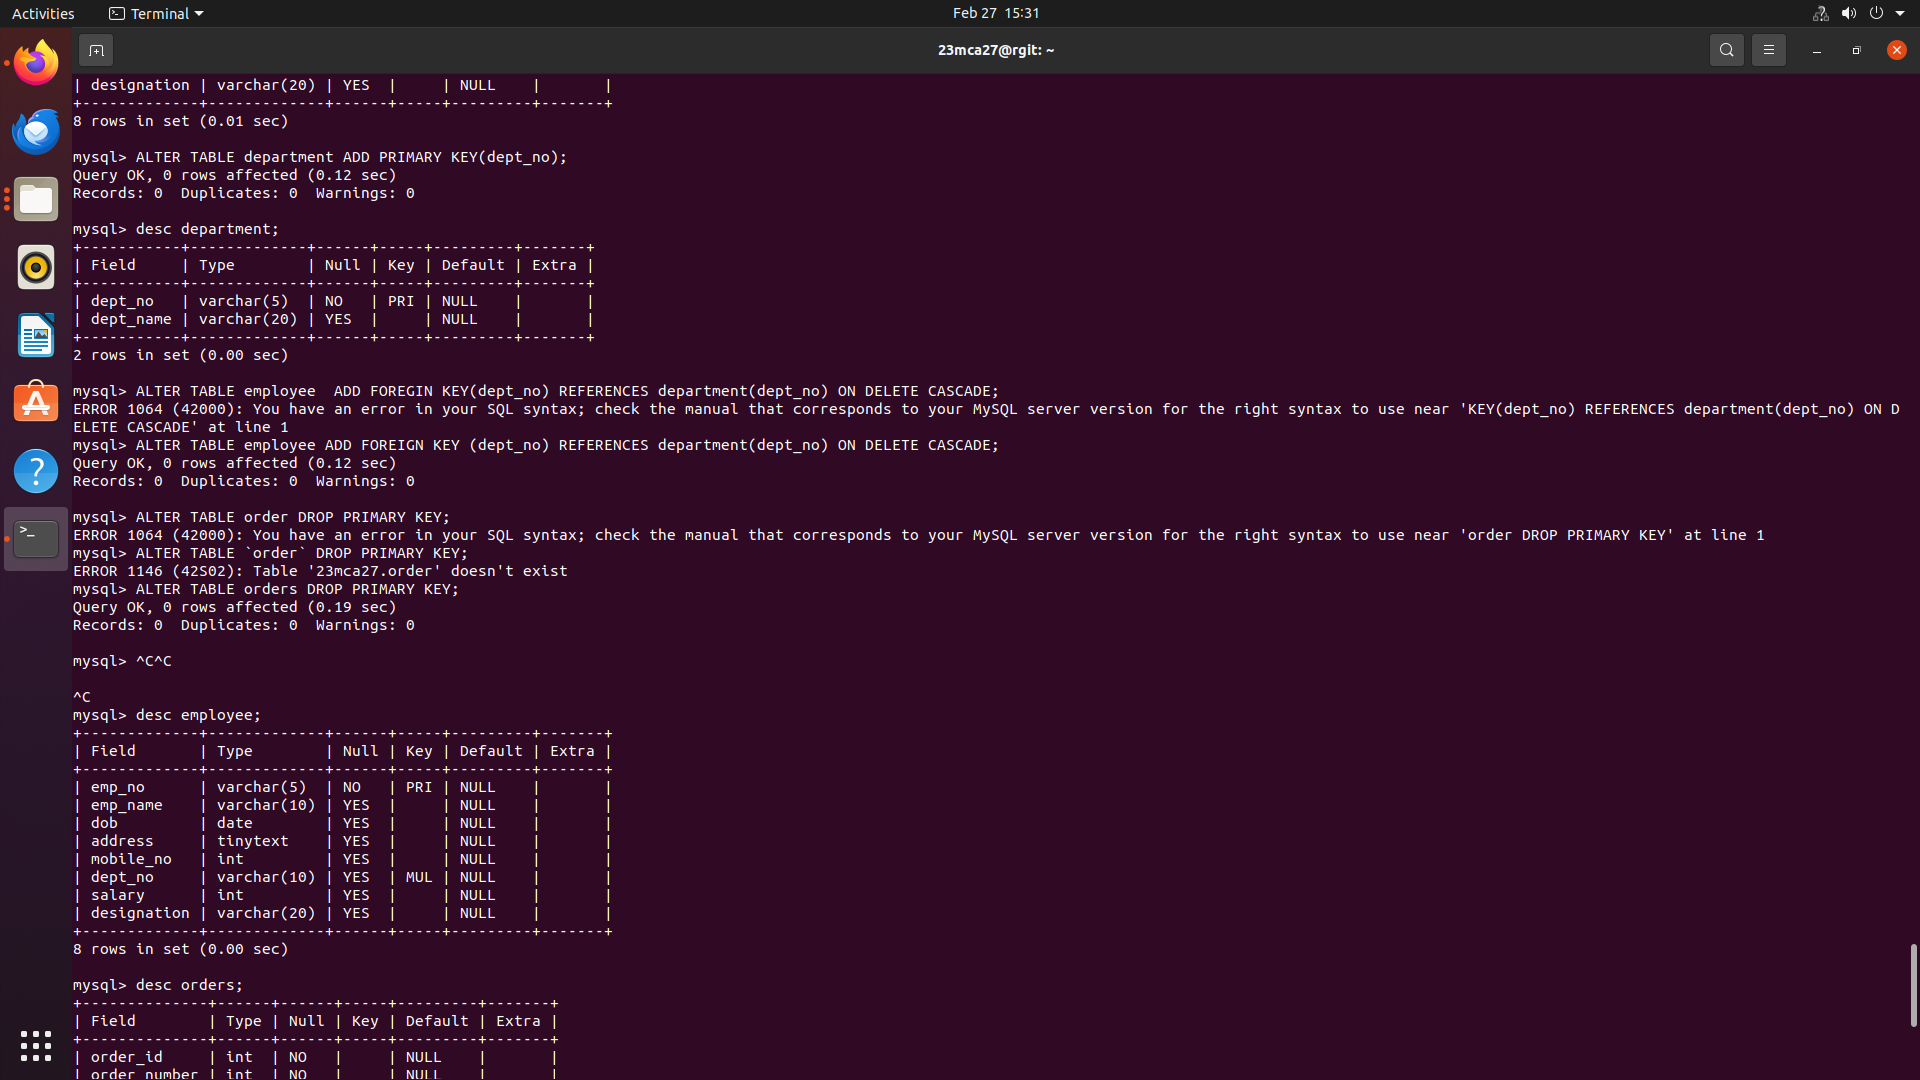 Activities
Terminal
Feb 27 15:31
23mca27@rgit: ~
| designation | varchar(20) | YES  |     | NULL    |       |
+-------------+-------------+------+-----+---------+-------+
8 rows in set (0.01 sec)
mysql> ALTER TABLE department ADD PRIMARY KEY(dept_no);
Query OK, 0 rows affected (0.12 sec)
Records: 0  Duplicates: 0  Warnings: 0
mysql> desc department;
+-----------+-------------+------+-----+---------+-------+
| Field     | Type        | Null | Key | Default | Extra |
+-----------+-------------+------+-----+---------+-------+
| dept_no   | varchar(5)  | NO   | PRI | NULL    |       |
| dept_name | varchar(20) | YES  |     | NULL    |       |
+-----------+-------------+------+-----+---------+-------+
2 rows in set (0.00 sec)
mysql> ALTER TABLE employee  ADD FOREGIN KEY(dept_no) REFERENCES department(dept_no) ON DELETE CASCADE;
ERROR 1064 (42000): You have an error in your SQL syntax; check the manual that corresponds to your MySQL server version for the right syntax to use near 'KEY(dept_no) REFERENCES department(dept_no) ON D
ELETE CASCADE' at line 1
mysql> ALTER TABLE employee ADD FOREIGN KEY (dept_no) REFERENCES department(dept_no) ON DELETE CASCADE;
Query OK, 0 rows affected (0.12 sec)
Records: 0  Duplicates: 0  Warnings: 0
mysql> ALTER TABLE order DROP PRIMARY KEY;
ERROR 1064 (42000): You have an error in your SQL syntax; check the manual that corresponds to your MySQL server version for the right syntax to use near 'order DROP PRIMARY KEY' at line 1
mysql> ALTER TABLE `order` DROP PRIMARY KEY;
ERROR 1146 (42S02): Table '23mca27.order' doesn't exist
mysql> ALTER TABLE orders DROP PRIMARY KEY;
Query OK, 0 rows affected (0.19 sec)
Records: 0  Duplicates: 0  Warnings: 0
mysql> ^C^C
^C
mysql> desc employee;
+-------------+-------------+------+-----+---------+-------+
| Field       | Type        | Null | Key | Default | Extra |
+-------------+-------------+------+-----+---------+-------+
| emp_no      | varchar(5)  | NO   | PRI | NULL    |       |
| emp_name    | varchar(10) | YES  |     | NULL    |       |
| dob         | date        | YES  |     | NULL    |       |
| address     | tinytext    | YES  |     | NULL    |       |
| mobile_no   | int         | YES  |     | NULL    |       |
| dept_no     | varchar(10) | YES  | MUL | NULL    |       |
| salary      | int         | YES  |     | NULL    |       |
| designation | varchar(20) | YES  |     | NULL    |       |
+-------------+-------------+------+-----+---------+-------+
8 rows in set (0.00 sec)
mysql> desc orders;
+--------------+------+------+-----+---------+-------+
| Field        | Type | Null | Key | Default | Extra |
+--------------+------+------+-----+---------+-------+
| order_id     | int  | NO   |     | NULL    |       |
| order_number | int  | NO   |     | NULL    |       |